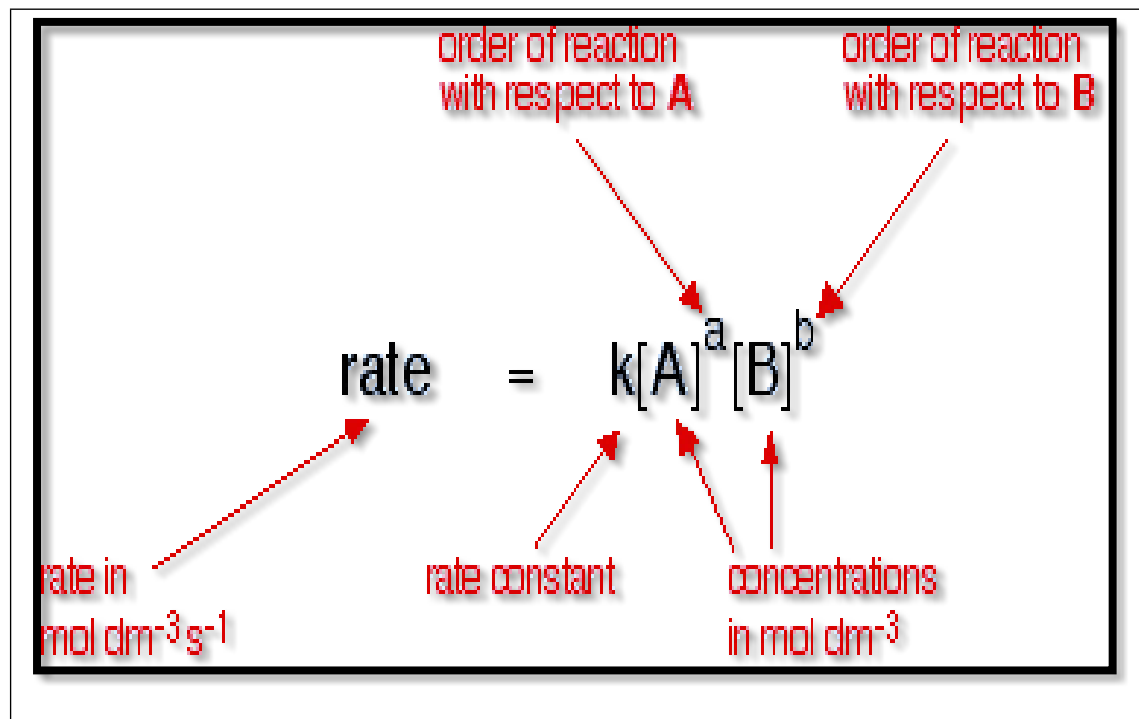 order of reaction
with respect to A
order of reaction
with respect to B
rate = k[A]ᵃ[B]ᵇ
rate in
mol dm⁻³ s⁻¹
rate constant
concentrations
in mol dm⁻³